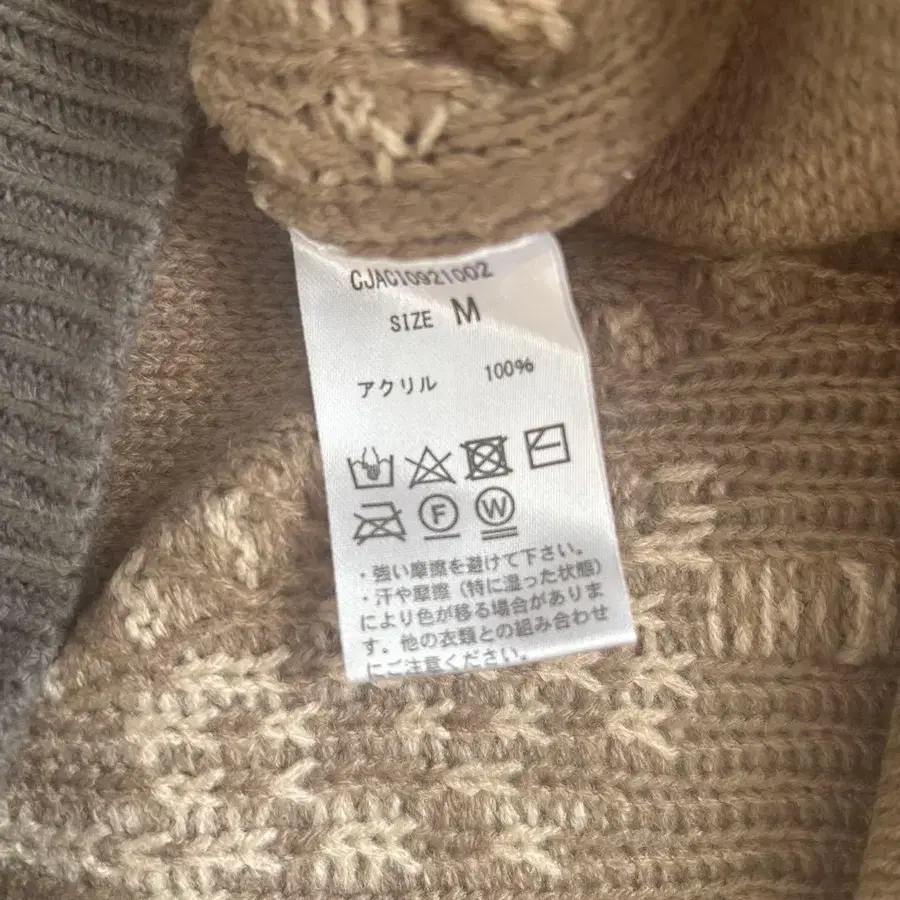 CJAC10921002
SIZE M
アクリル 100%
F W
・強い摩擦を避けて下さい。
・汗や摩擦（特に湿った状態）
により色が移る場合がありま
す。他の衣類との組み合わせ
にご注意ください。